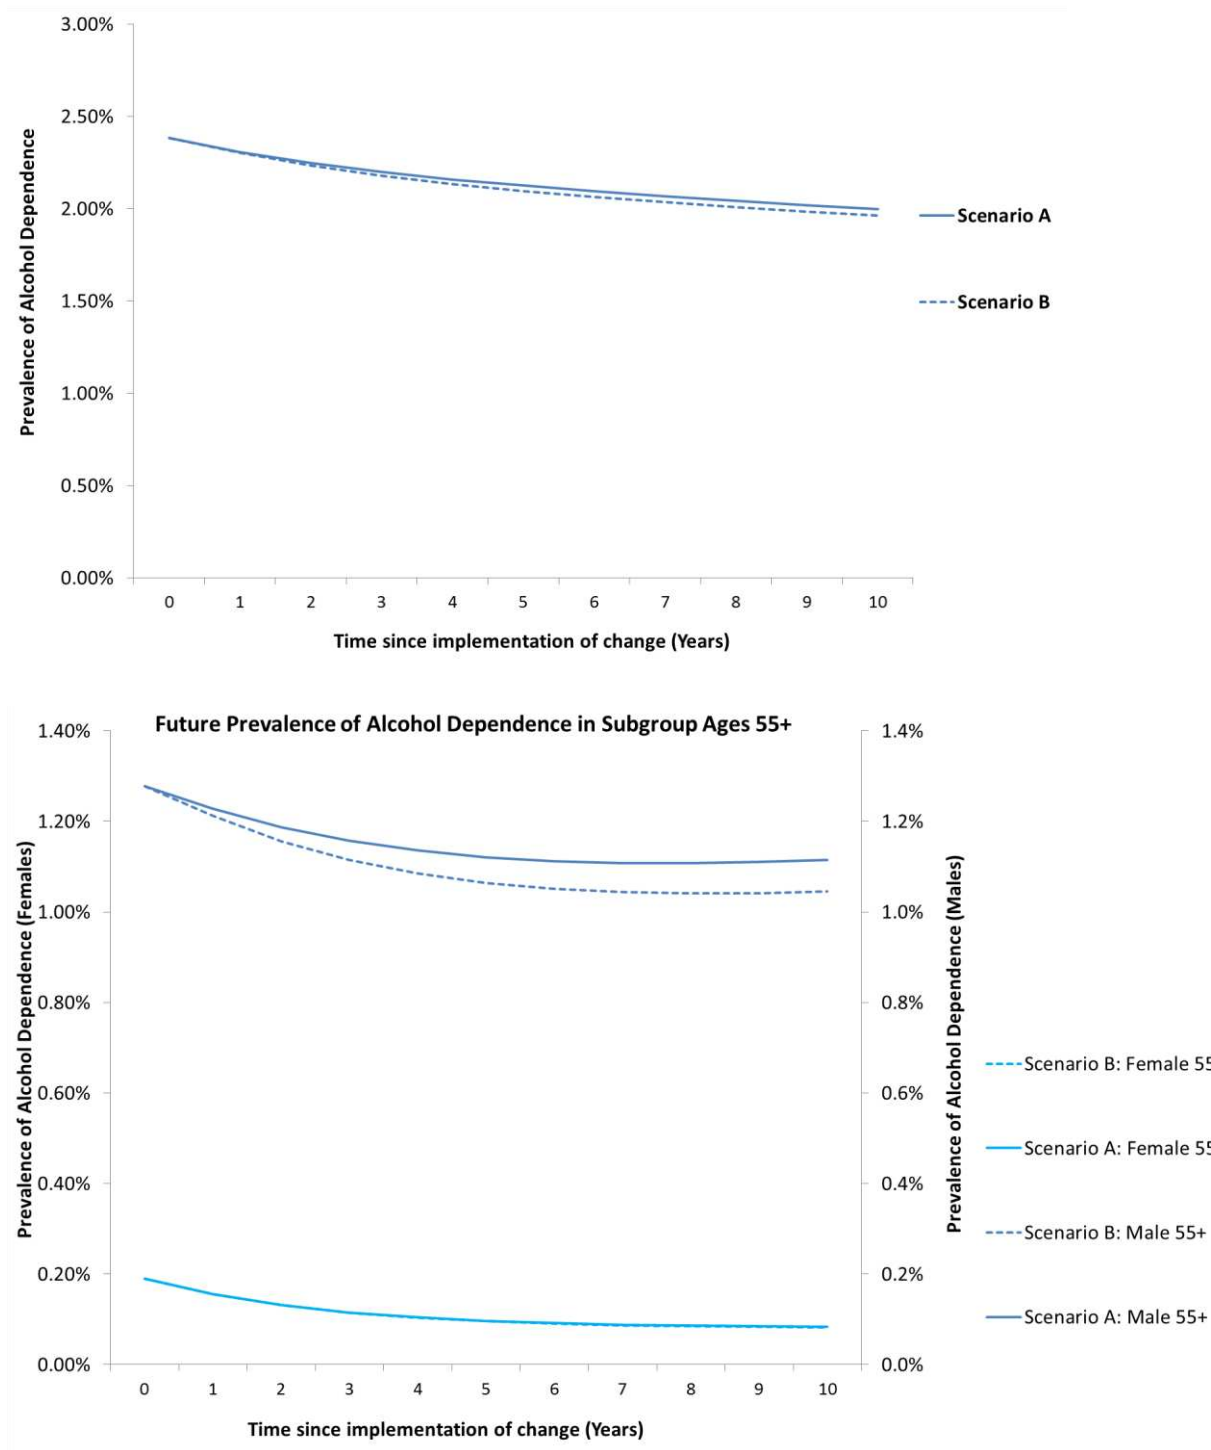 3.00%
2.50%
2.00%
1.50%
1.00%
0.50%
0.00%
Prevalence of Alcohol Dependence
0 1 2 3 4 5 6 7 8 9 10
Time since implementation of change (Years)
Scenario A
Scenario B
Future Prevalence of Alcohol Dependence in Subgroup Ages 55+
1.40%
1.20%
1.00%
0.80%
0.60%
0.40%
0.20%
0.00%
Prevalence of Alcohol Dependence (Females)
1.4%
1.2%
1.0%
0.8%
0.6%
0.4%
0.2%
0.0%
Prevalence of Alcohol Dependence (Males)
0 1 2 3 4 5 6 7 8 9 10
Time since implementation of change (Years)
Scenario B: Female 55
Scenario A: Female 55
Scenario B: Male 55+
Scenario A: Male 55+